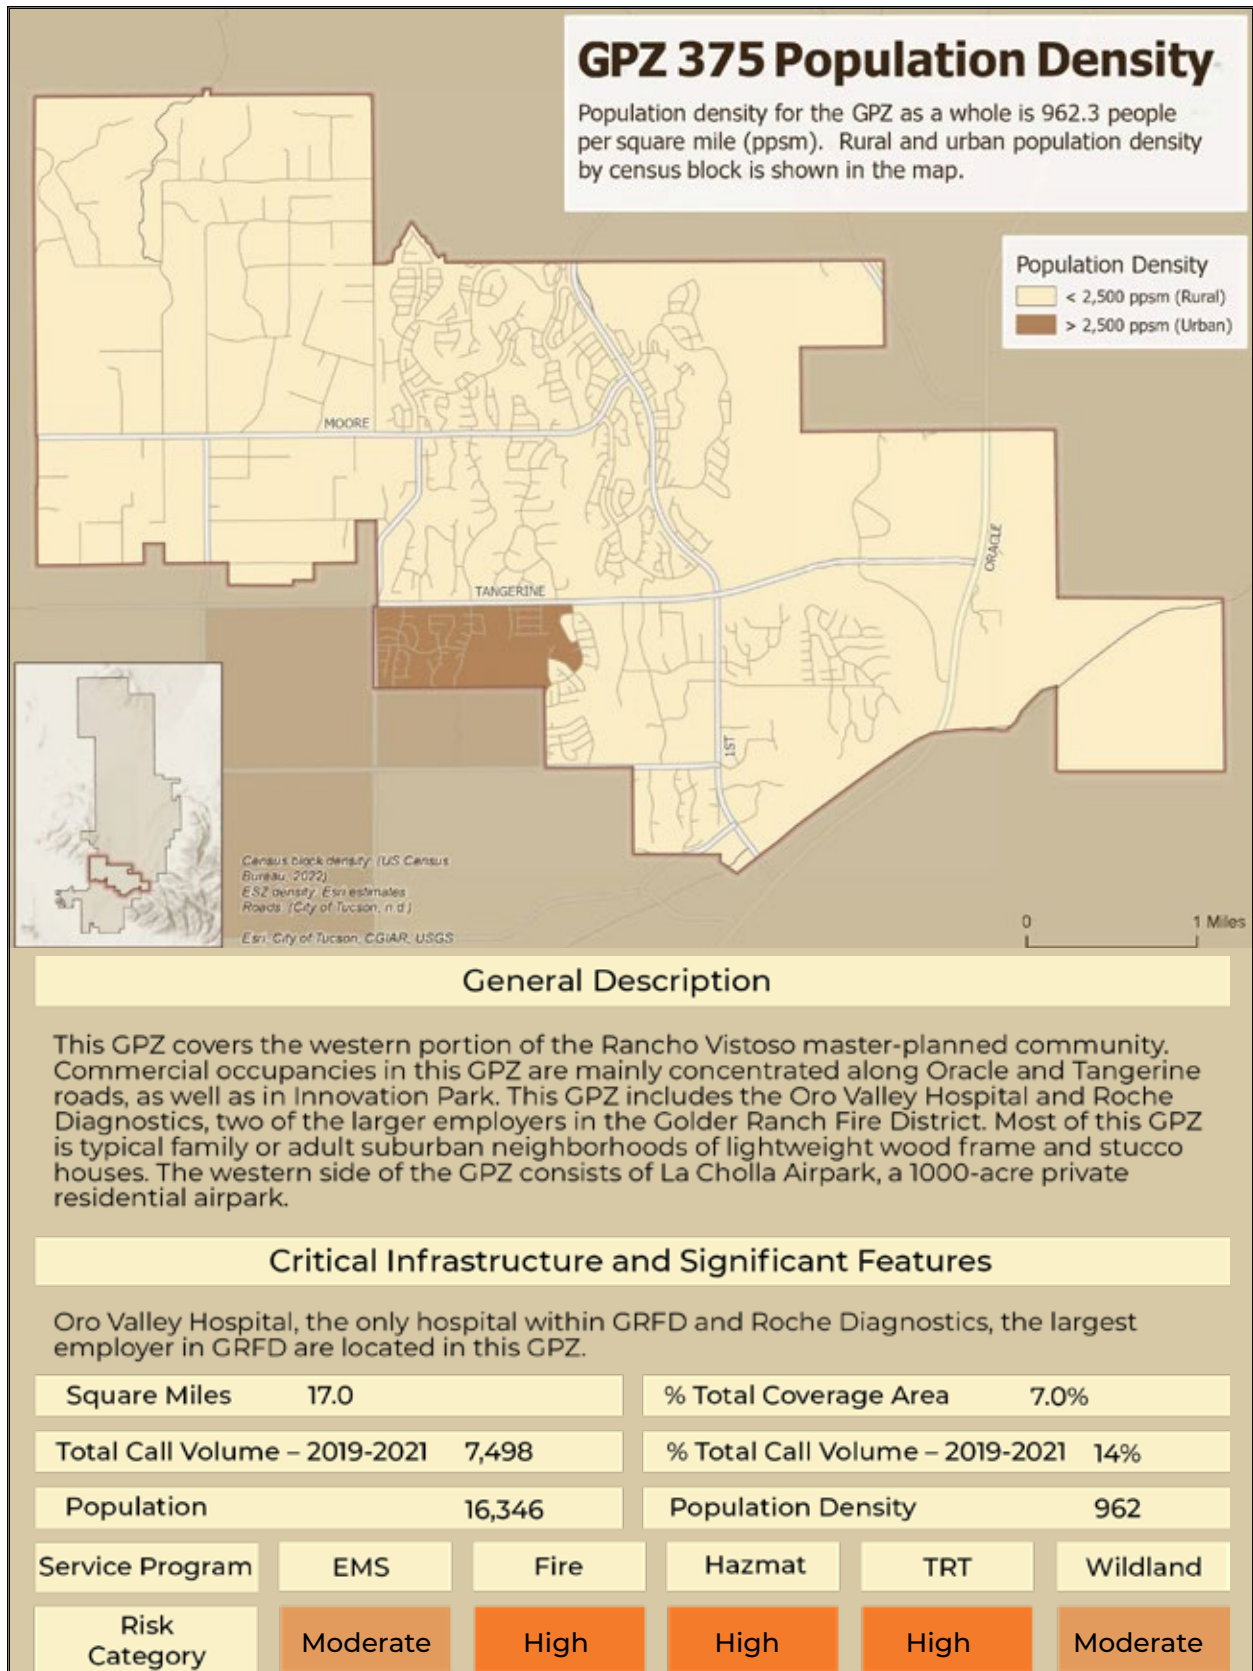 GPZ 375 Population Density
Population density for the GPZ as a whole is 962.3 people
per square mile (ppsm). Rural and urban population density
by census block is shown in the map.
Population Density
< 2,500 ppsm (Rural)
> 2,500 ppsm (Urban)
MOORE
ORACLE
TANGERINE
1ST
Census block density: (US Census
Bureau, 2022)
ESZ density: Esri estimates
Roads: (City of Tucson, n.d.)
Esri, City of Tucson, CGIAR, USGS
0 1 Miles
General Description
This GPZ covers the western portion of the Rancho Vistoso master-planned community.
Commercial occupancies in this GPZ are mainly concentrated along Oracle and Tangerine
roads, as well as in Innovation Park. This GPZ includes the Oro Valley Hospital and Roche
Diagnostics, two of the larger employers in the Golder Ranch Fire District. Most of this GPZ
is typical family or adult suburban neighborhoods of lightweight wood frame and stucco
houses. The western side of the GPZ consists of La Cholla Airpark, a 1000-acre private
residential airpark.
Critical Infrastructure and Significant Features
Oro Valley Hospital, the only hospital within GRFD and Roche Diagnostics, the largest
employer in GRFD are located in this GPZ.
Square Miles 17.0 % Total Coverage Area 7.0%
Total Call Volume – 2019-2021 7,498 % Total Call Volume – 2019-2021 14%
Population 16,346 Population Density 962
Service Program EMS Fire Hazmat TRT Wildland
Risk
Category Moderate High High High Moderate